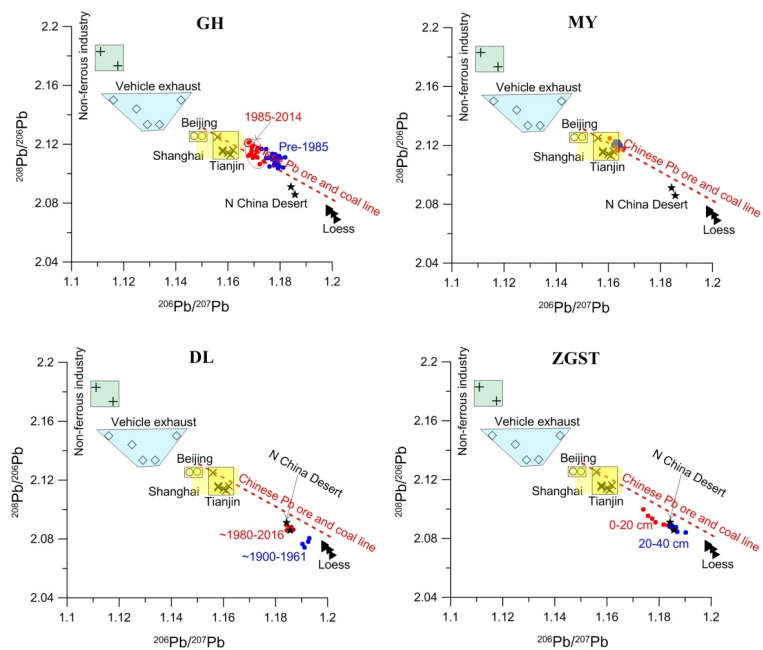 GH
2.2
2.16
2.12
2.08
2.04
²⁰⁸Pb/²⁰⁶Pb
Non-ferrous industry
Vehicle exhaust
Beijing
Shanghai
Tianjin
1985-2014
Pre-1985
Pb ore and coal line
N China Desert
Loess
1.1
1.12
1.14
1.16
1.18
1.2
²⁰⁶Pb/²⁰⁷Pb
MY
2.2
2.16
2.12
2.08
2.04
²⁰⁸Pb/²⁰⁶Pb
Non-ferrous industry
Vehicle exhaust
Beijing
Shanghai
Tianjin
Chinese Pb ore and coal line
N China Desert
Loess
1.1
1.12
1.14
1.16
1.18
1.2
²⁰⁶Pb/²⁰⁷Pb
DL
2.2
2.16
2.12
2.08
2.04
²⁰⁸Pb/²⁰⁶Pb
Non-ferrous industry
Vehicle exhaust
Beijing
Shanghai
Tianjin
N China Desert
Chinese Pb ore and coal line
~1980-2016
~1900-1961
Loess
1.1
1.12
1.14
1.16
1.18
1.2
²⁰⁶Pb/²⁰⁷Pb
ZGST
2.2
2.16
2.12
2.08
2.04
²⁰⁸Pb/²⁰⁶Pb
Non-ferrous industry
Vehicle exhaust
Beijing
Shanghai
Tianjin
N China Desert
Chinese Pb ore and coal line
0-20 cm
20-40 cm
Loess
1.1
1.12
1.14
1.16
1.18
1.2
²⁰⁶Pb/²⁰⁷Pb